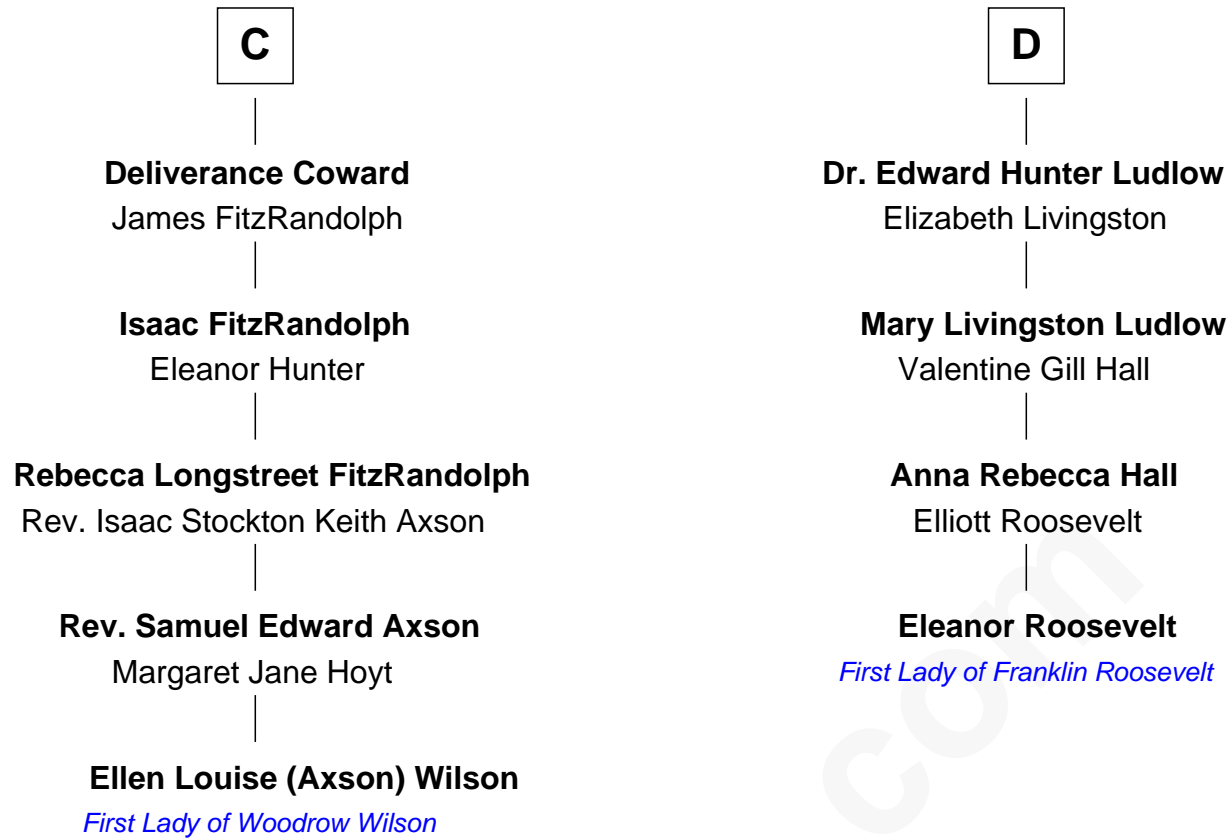 C
Deliverance Coward
James FitzRandolph
Isaac FitzRandolph
Eleanor Hunter
Rebecca Longstreet FitzRandolph
Rev. Isaac Stockton Keith Axson
Rev. Samuel Edward Axson
Margaret Jane Hoyt
Ellen Louise (Axson) Wilson
First Lady of Woodrow Wilson
D
Dr. Edward Hunter Ludlow
Elizabeth Livingston
Mary Livingston Ludlow
Valentine Gill Hall
Anna Rebecca Hall
Elliott Roosevelt
Eleanor Roosevelt
First Lady of Franklin Roosevelt
com